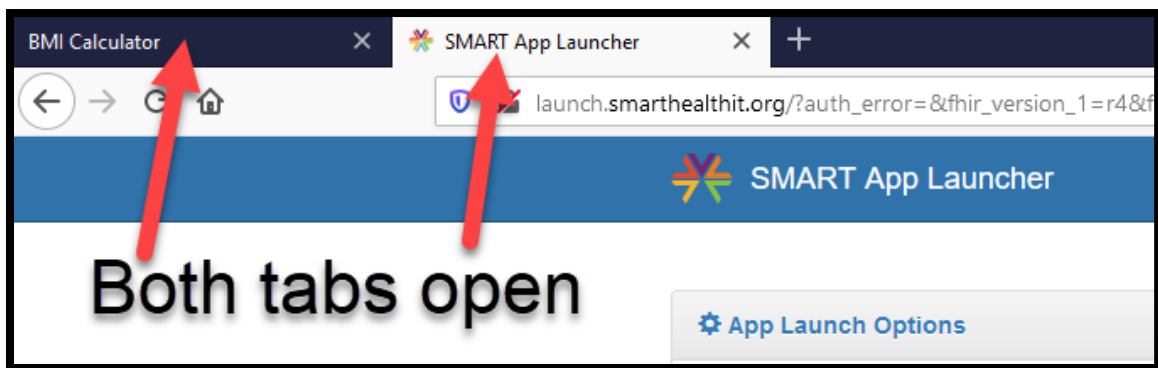 BMI Calculator
SMART App Launcher
launch.smarthealthit.org/?auth_error=&fhir_version_1=r4&f
SMART App Launcher
Both tabs open
App Launch Options